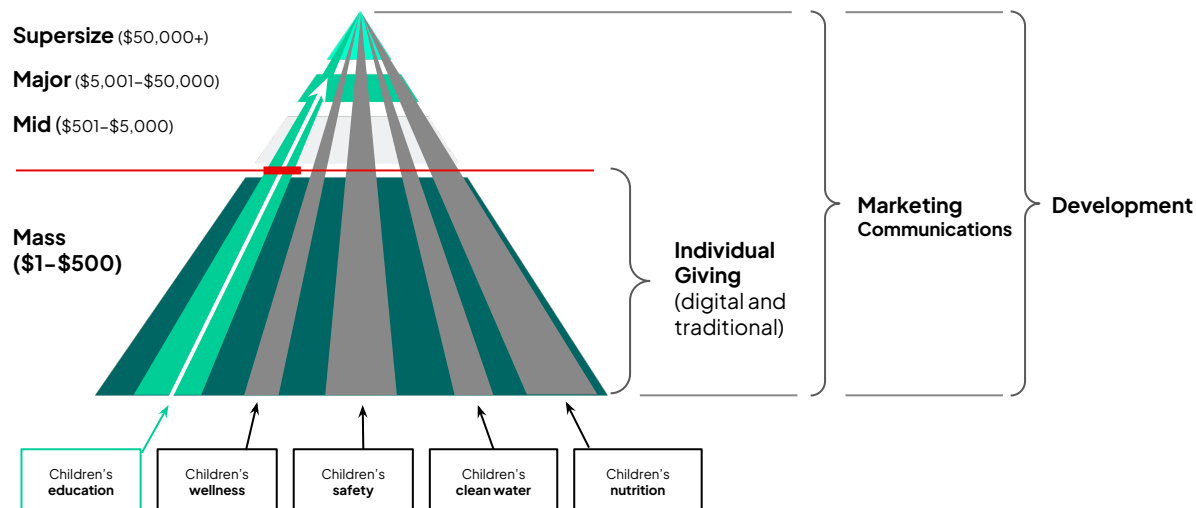 Supersize ($50,000+)
Major ($5,001–$50,000)
Mid ($501–$5,000)
Mass
($1–$500)
Individual
Giving
(digital and
traditional)
Marketing
Communications
Development
Children's
education
Children's
wellness
Children's
safety
Children's
clean water
Children's
nutrition